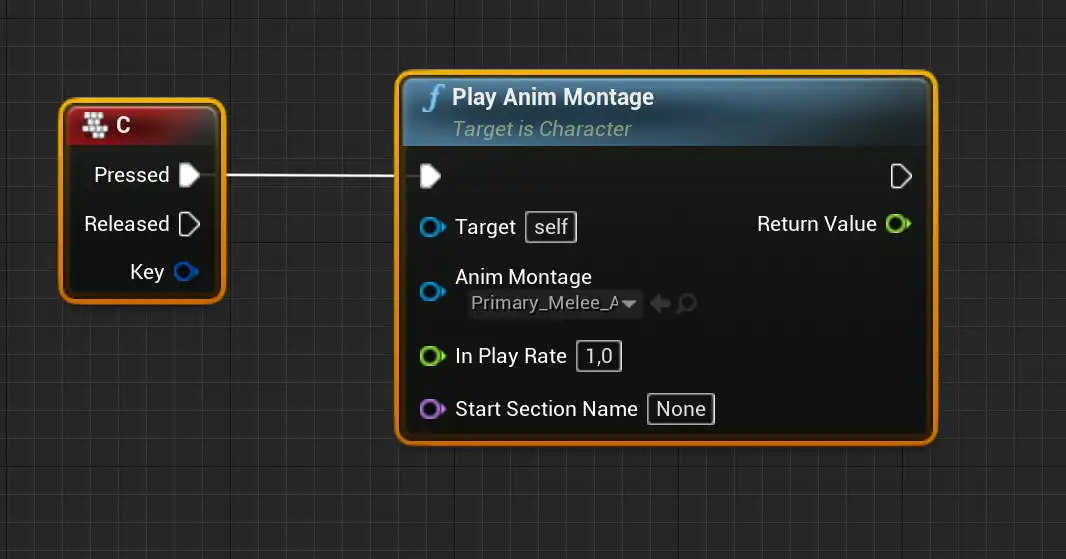 C
Pressed
Released
Key
f Play Anim Montage
Target is Character
Target self
Return Value
Anim Montage
Primary_Melee_A
In Play Rate 1,0
Start Section Name None